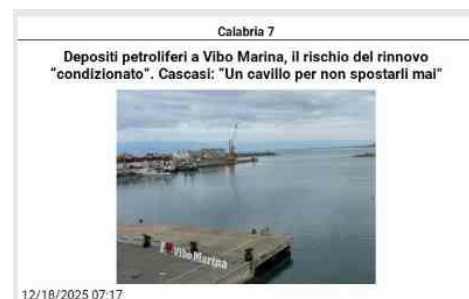 Calabria 7
Depositi petroliferi a Vibo Marina, il rischio del rinnovo
"condizionato". Cascasi: "Un cavillo per non spostarli mai"
I Vibo Marina
12/18/2025 07:17